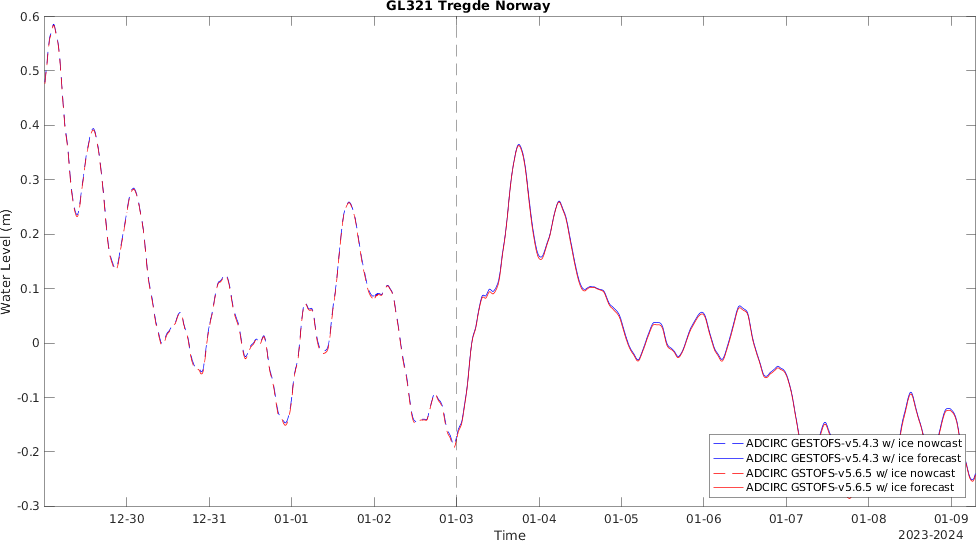 GL321 Tregde Norway
Water Level (m)
0.6
0.5
0.4
0.3
0.2
0.1
0
-0.1
-0.2
-0.3
ADCIRC GESTOFS-v5.4.3 w/ ice nowcast
ADCIRC GESTOFS-v5.4.3 w/ ice forecast
ADCIRC GSTOFS-v5.6.5 w/ ice nowcast
ADCIRC GSTOFS-v5.6.5 w/ ice forecast
12-30 12-31 01-01 01-02 01-03 01-04 01-05 01-06 01-07 01-08 01-09
Time
2023-2024